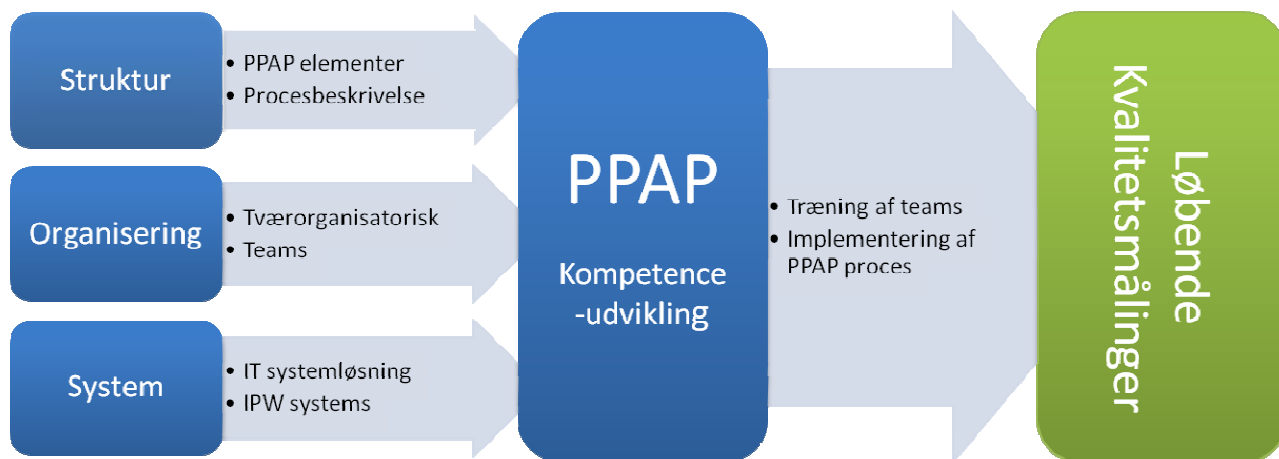 Struktur
• PPAP elementer
• Procesbeskrivelse
Organisering
• Tværorganisatorisk
• Teams
System
• IT systemløsning
• IPW systems
PPAP
Kompetence
-udvikling
• Træning af teams
• Implementering af
PPAP proces
Løbende
Kvalitetsmålinger